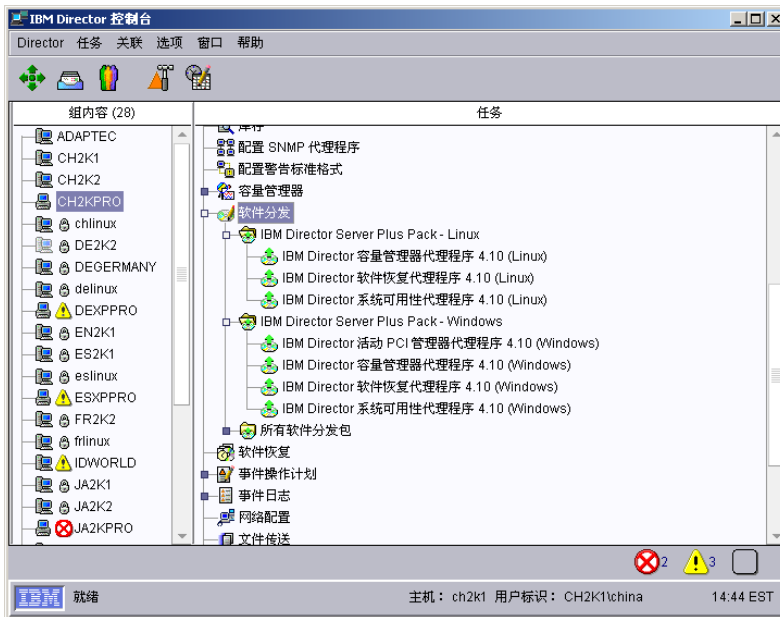 IBM Director 控制台
Director 任务 关联 选项 窗口 帮助
组内容 (28)
任务
ADAPTEC
CH2K1
CH2K2
CH2KPRO
chlinux
DE2K2
DEGERMANY
delinux
DEXPPRO
EN2K1
ES2K1
eslinux
ESXPPRO
FR2K2
frlinux
IDWORLD
JA2K1
JA2K2
JA2KPRO
库存
配置 SNMP 代理程序
配置警告标准格式
容量管理器
软件分发
IBM Director Server Plus Pack - Linux
IBM Director 容量管理器代理程序 4.10 (Linux)
IBM Director 软件恢复代理程序 4.10 (Linux)
IBM Director 系统可用性代理程序 4.10 (Linux)
IBM Director Server Plus Pack - Windows
IBM Director 活动 PCI 管理器代理程序 4.10 (Windows)
IBM Director 容量管理器代理程序 4.10 (Windows)
IBM Director 软件恢复代理程序 4.10 (Windows)
IBM Director 系统可用性代理程序 4.10 (Windows)
所有软件分发包
软件恢复
事件操作计划
事件日志
网络配置
文件传送
2
3
IBM 就绪
主机： ch2k1 用户标识： CH2K1\china
14:44 EST